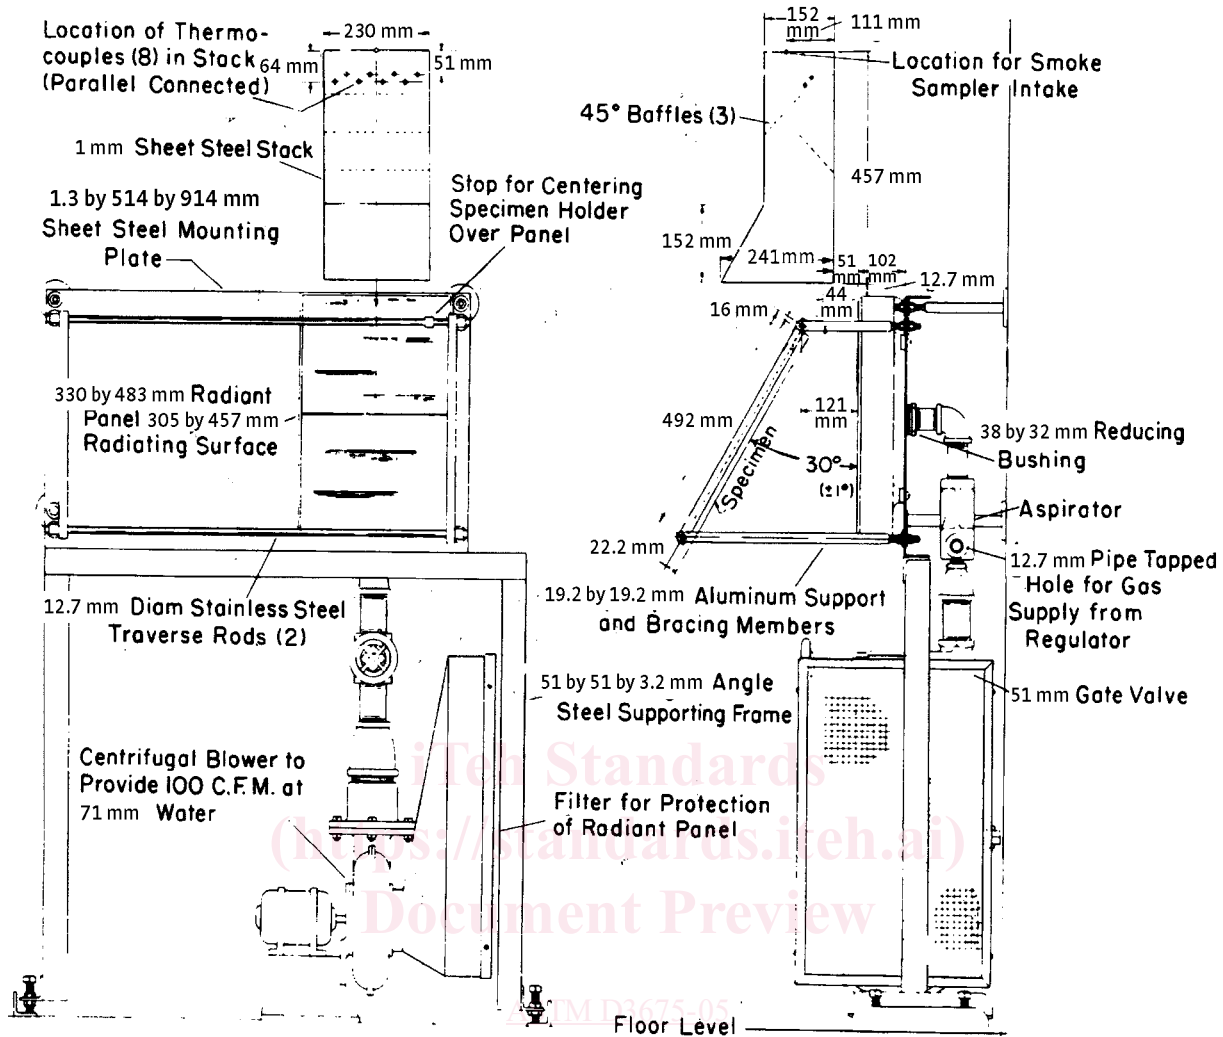 Location of Thermo-
couples (8) in Stack
(Parallel Connected)
230 mm
64 mm
51 mm
1 mm Sheet Steel Stack
1.3 by 514 by 914 mm
Sheet Steel Mounting
Plate
Stop for Centering
Specimen Holder
Over Panel
330 by 483 mm Radiant
Panel 305 by 457 mm
Radiating Surface
12.7 mm Diam Stainless Steel
Traverse Rods (2)
Centrifugal Blower to
Provide 100 C.F.M. at
71 mm Water
Filter for Protection
of Radiant Panel
51 by 51 by 3.2 mm Angle
Steel Supporting Frame
152
mm
111 mm
Location for Smoke
Sampler Intake
45° Baffles (3)
457 mm
152 mm
241mm
51
mm
102
mm
12.7 mm
44
mm
16 mm
492 mm
121
mm
Specimen
30°
(±1°)
22.2 mm
38 by 32 mm Reducing
Bushing
Aspirator
12.7 mm Pipe Tapped
Hole for Gas
Supply from
Regulator
19.2 by 19.2 mm Aluminum Support
and Bracing Members
51 mm Gate Valve
iTeh Standards
(https://standards.iteh.ai)
Document Preview
ASTM D3675-05
Floor Level